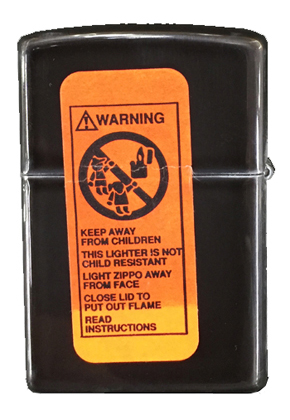 WARNING
KEEP AWAY
FROM CHILDREN
THIS LIGHTER IS NOT
CHILD RESISTANT
LIGHT ZIPPO AWAY
FROM FACE
CLOSE LID TO
PUT OUT FLAME
READ
INSTRUCTIONS